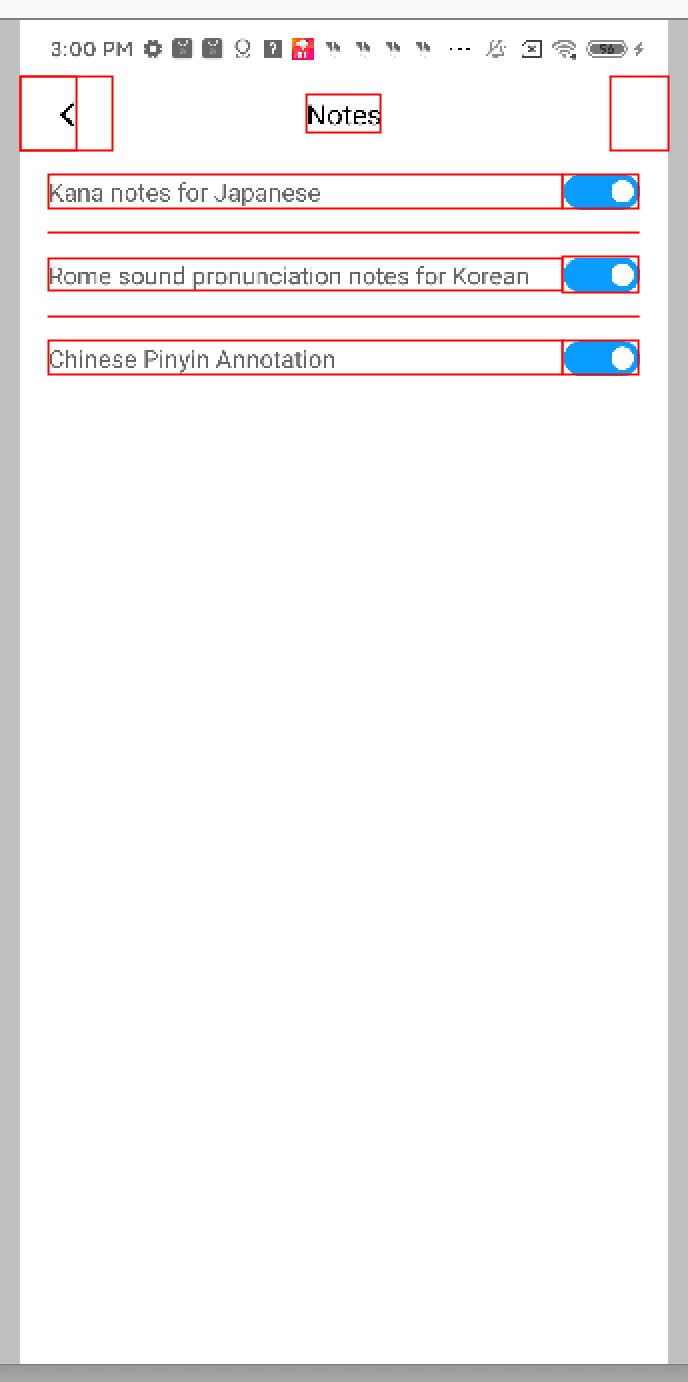 3:00 PM
Notes
Kana notes for Japanese
Rome sound pronunciation notes for Korean
Chinese Pinyin Annotation